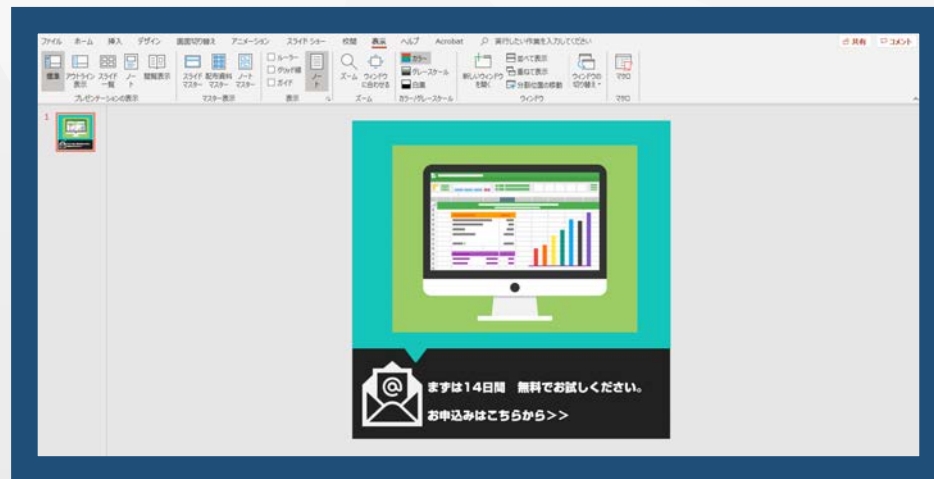 ファイル ホーム 挿入 デザイン 画面切り替え アニメーション スライド ショー 校閲 表示 ヘルプ Acrobat 実行したい作業を入力してください 共有 コメント
標準 アウトライン表示 スライド一覧 ノート 閲覧表示 スライドマスター 配布資料マスター ノートマスター ルーラー グリッド線 ガイド ノート ズーム ウィンドウに合わせる カラー グレースケール 白黒 新しいウィンドウを開く 並べて表示 重ねて表示 分割位置の移動 ウィンドウの切り替え マクロ
プレゼンテーションの表示 マスター表示 表示 ズーム カラー/グレースケール ウィンドウ マクロ
1
まずは14日間 無料でお試しください。
@
お申込みはこちらから>>